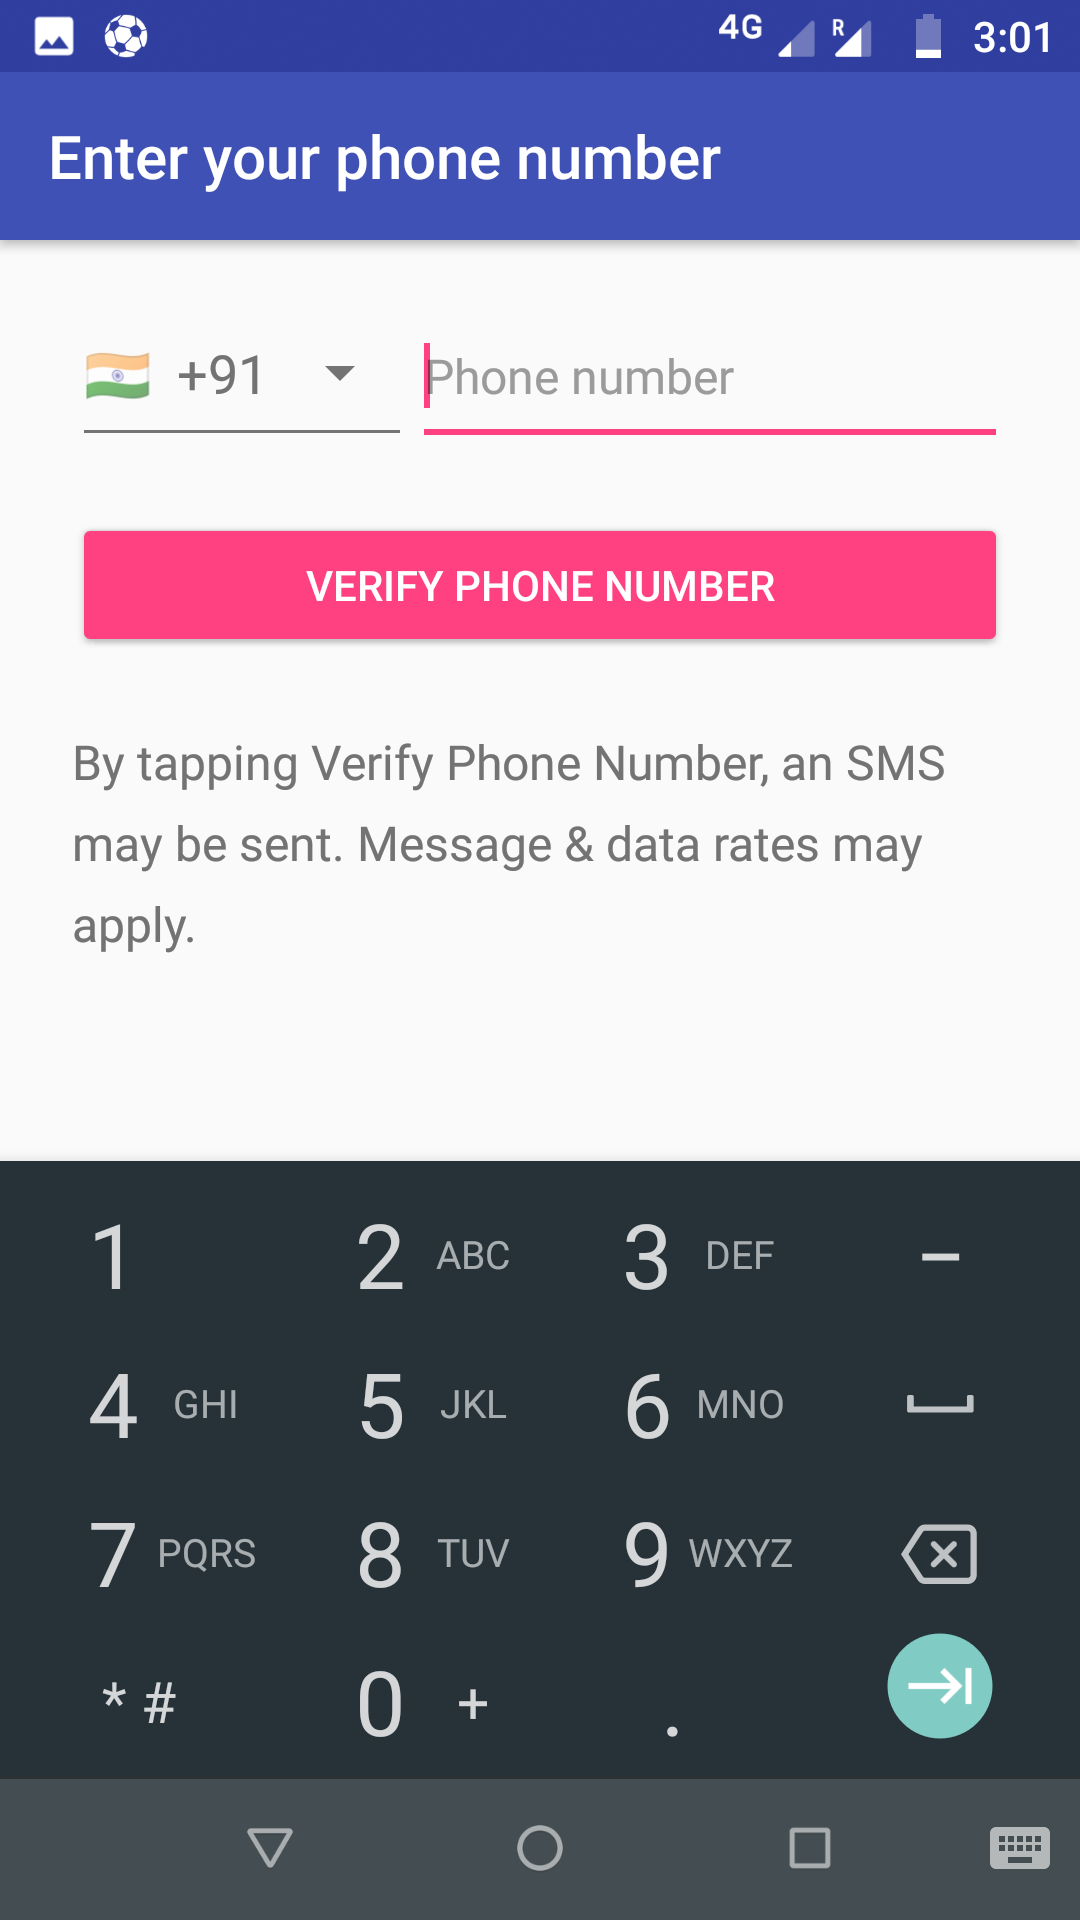 4G R 3:01
Enter your phone number
+91 Phone number
VERIFY PHONE NUMBER
By tapping Verify Phone Number, an SMS
may be sent. Message & data rates may
apply.
1 2 ABC 3 DEF –
4 GHI 5 JKL 6 MNO
7 PQRS 8 TUV 9 WXYZ
* # 0 + .